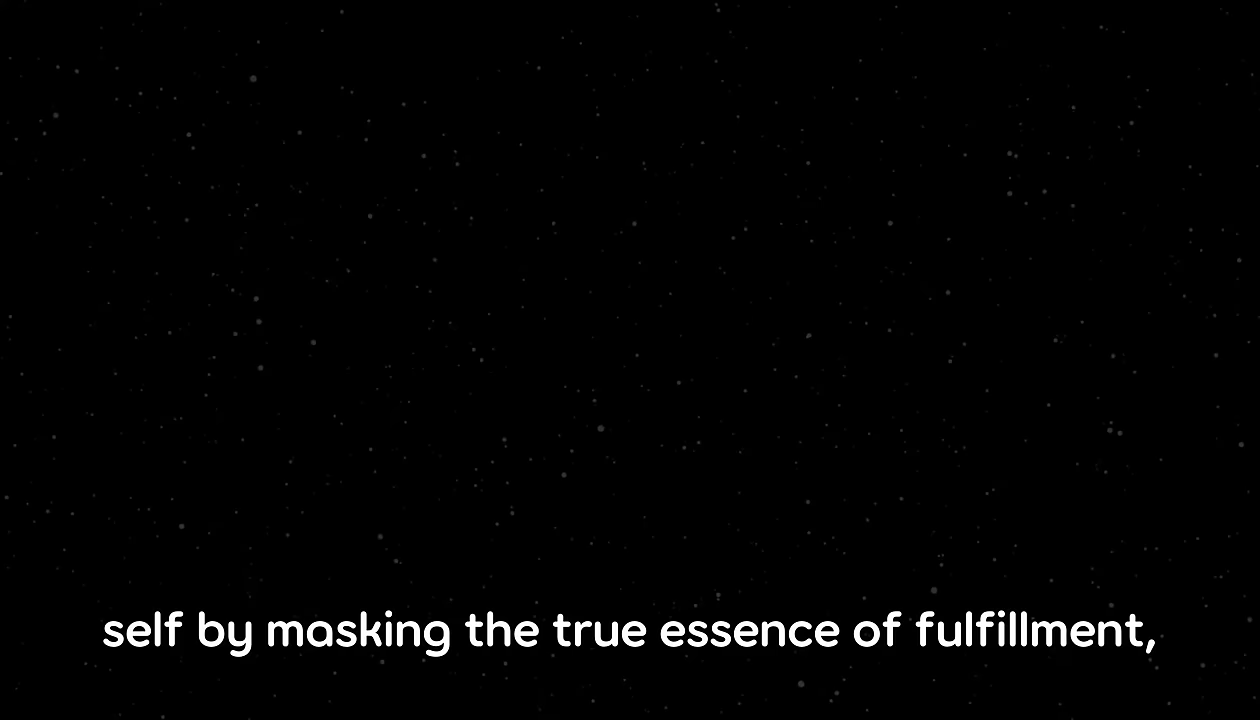 self by masking the true essence of fulfillment,